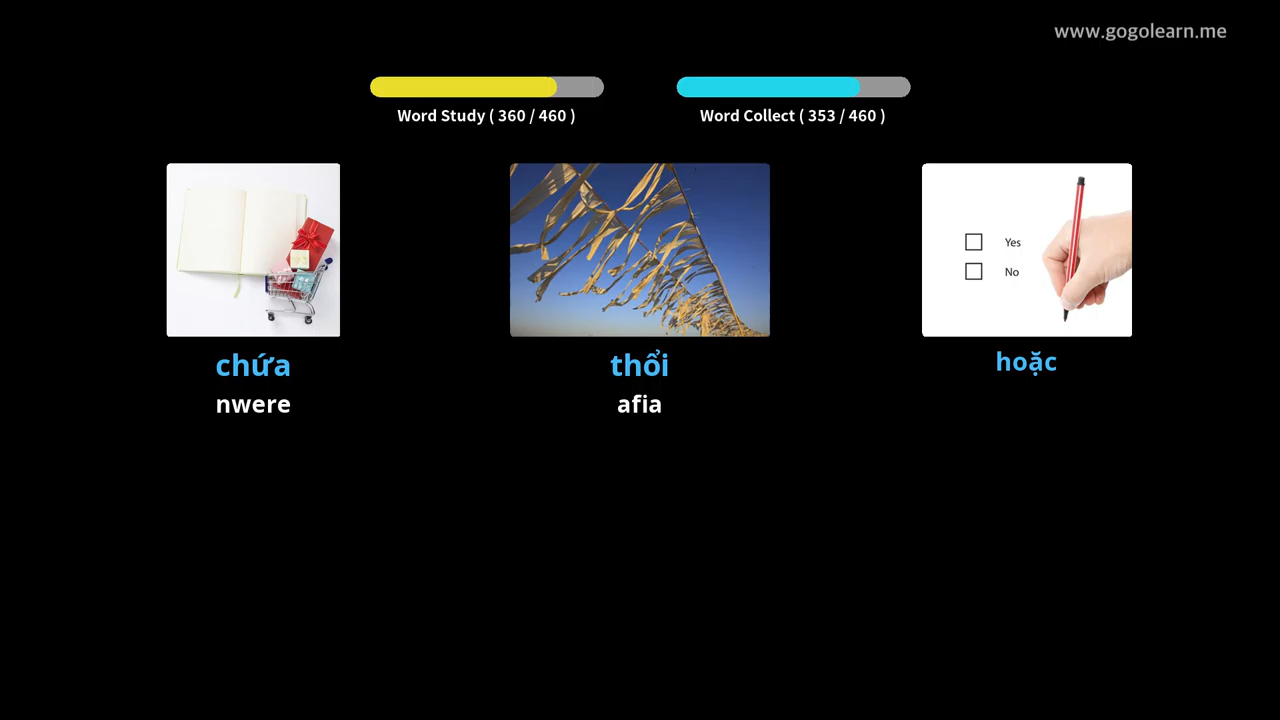 www.gogolearn.me
Word Study ( 360 / 460 )
Word Collect ( 353 / 460 )
Yes
No
chứa
nwere
thổi
afia
hoặc